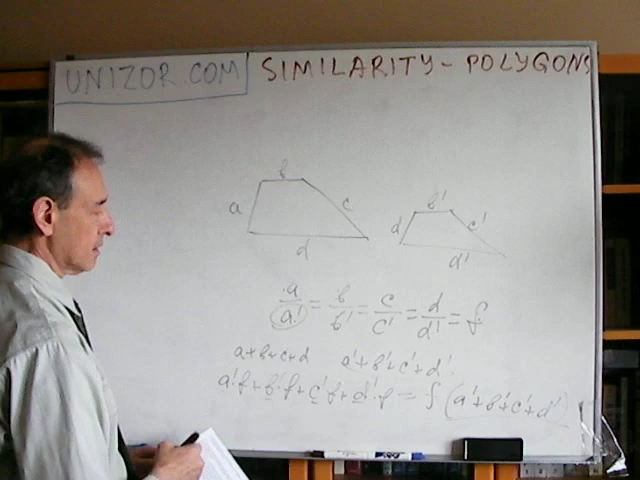 UNIZOR.COM SIMILARITY - POLYGONS
b
a c
d
b'
d c'
d'
a/a' = b/b' = c/c' = d/d' = f
a+b+c+d a'+b'+c'+d'
a'·f+b'·f+c'·f+d'·f = f (a'+b'+c'+d')